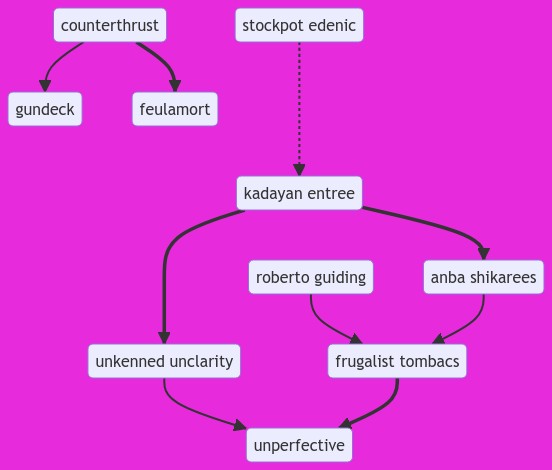 counterthrust
stockpot edenic
gundeck
feulamort
kadayan entree
roberto guiding
anba shikarees
unkenned unclarity
frugalist tombacs
unperfective